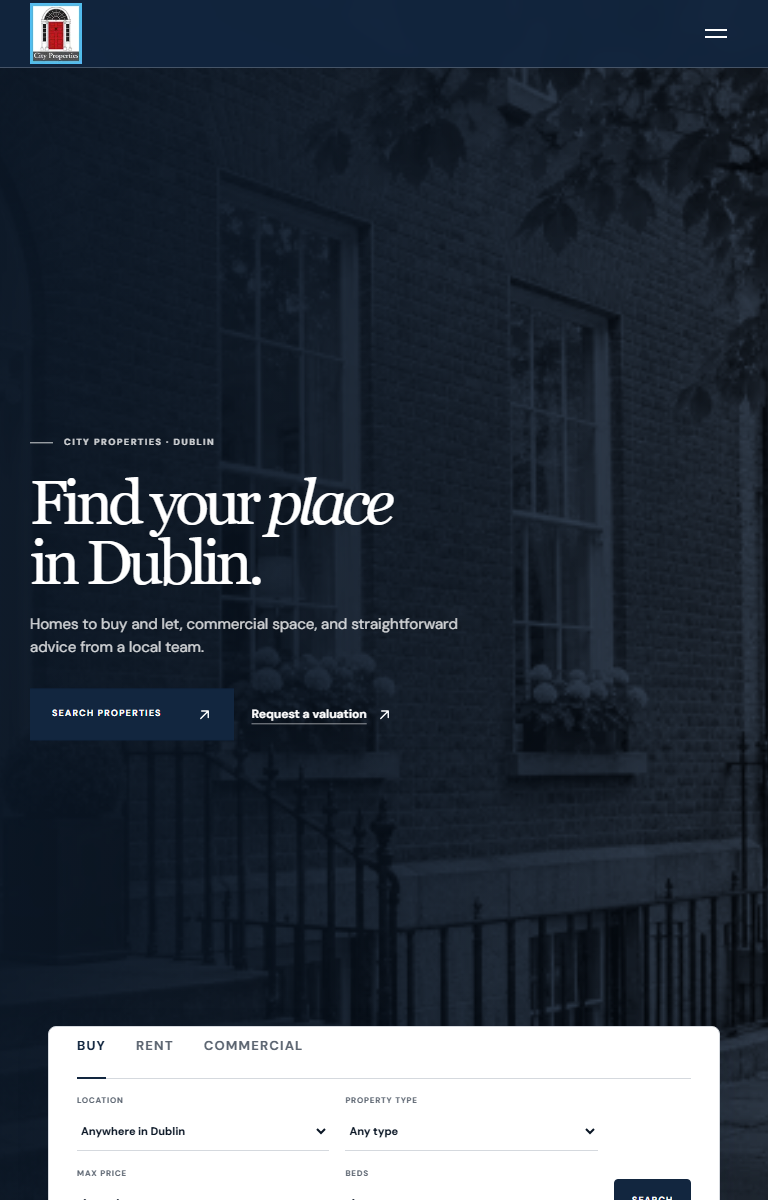 City Properties
CITY PROPERTIES · DUBLIN
Find your place
in Dublin.
Homes to buy and let, commercial space, and straightforward
advice from a local team.
SEARCH PROPERTIES
Request a valuation
BUY RENT COMMERCIAL
LOCATION PROPERTY TYPE
Anywhere in Dublin Any type
MAX PRICE BEDS
SEARCH